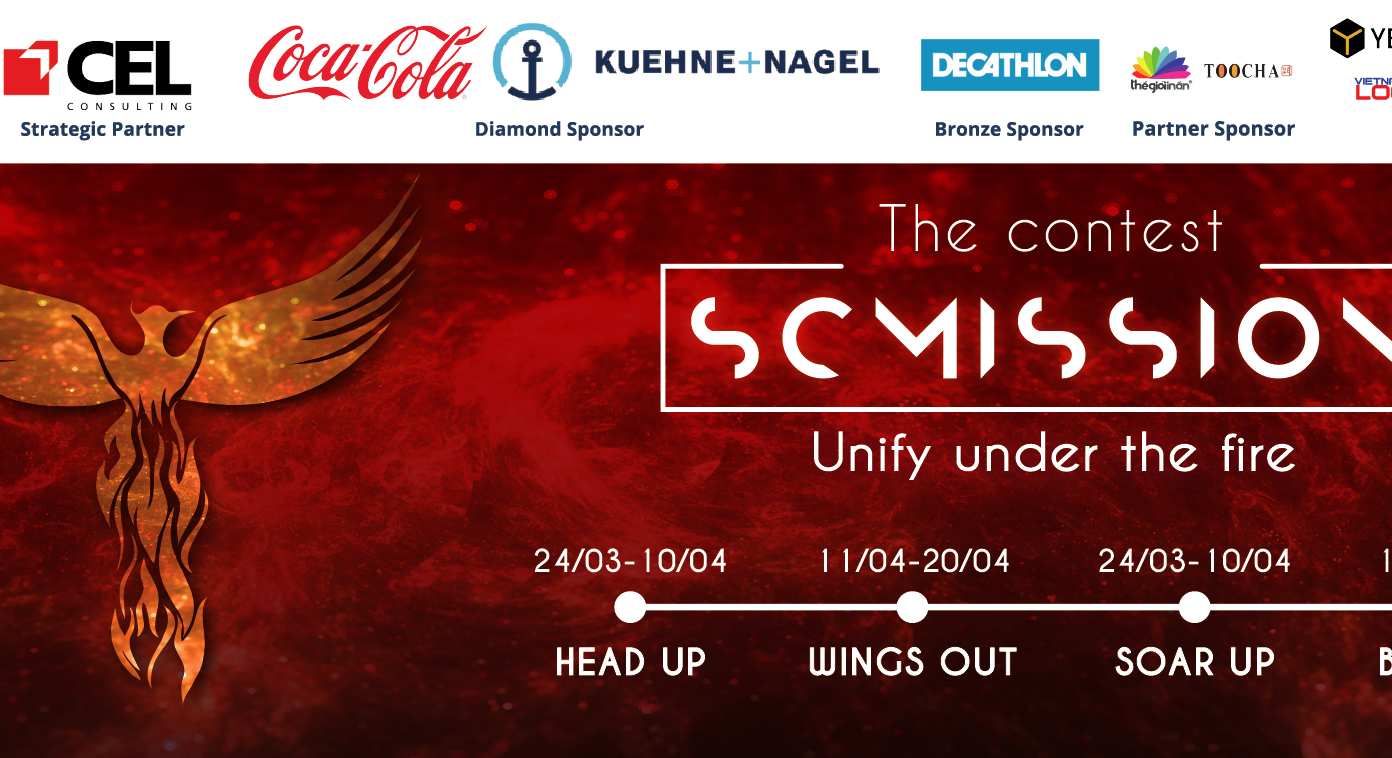 CEL
CONSULTING
Strategic Partner
Coca-Cola
KUEHNE+NAGEL
Diamond Sponsor
DECATHLON
Bronze Sponsor
thế giới in ấn
TOOCHA
Partner Sponsor
The contest
SCMISSION
Unify under the fire
24/03-10/04
11/04-20/04
24/03-10/04
HEAD UP
WINGS OUT
SOAR UP